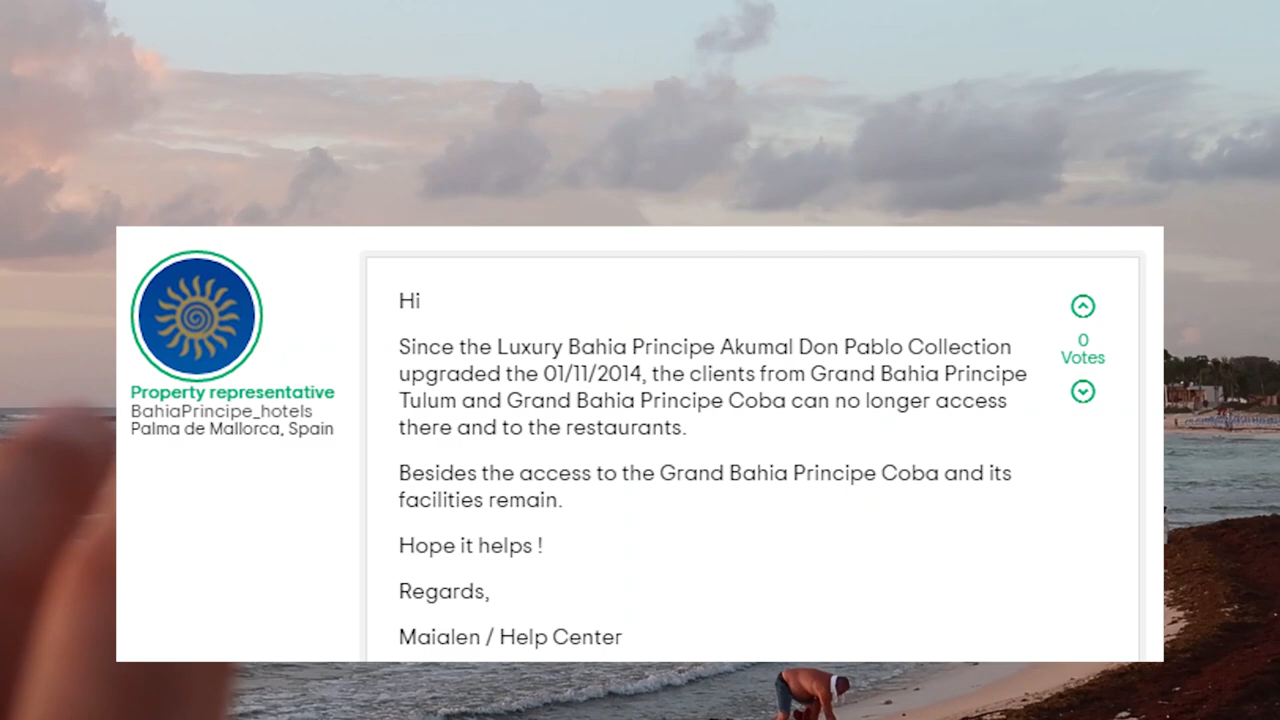 Hi
Since the Luxury Bahia Principe Akumal Don Pablo Collection
upgraded the 01/11/2014, the clients from Grand Bahia Principe
Tulum and Grand Bahia Principe Coba can no longer access
there and to the restaurants.
Besides the access to the Grand Bahia Principe Coba and its
facilities remain.
Hope it helps !
Regards,
Maialen / Help Center
0
Votes
Property representative
BahiaPrincipe_hotels
Palma de Mallorca, Spain